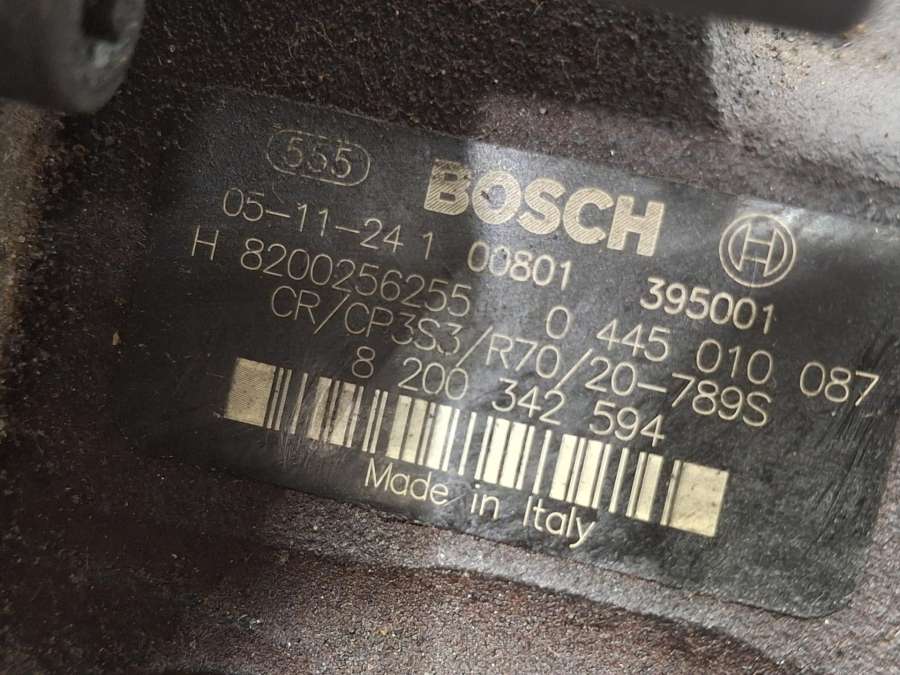 555 BOSCH H
05-11-24 1 00801 395001
H 8200256255 0 445 010 087
CR/CP3S3/R70/20-789S
8 200 342 594
Made in Italy